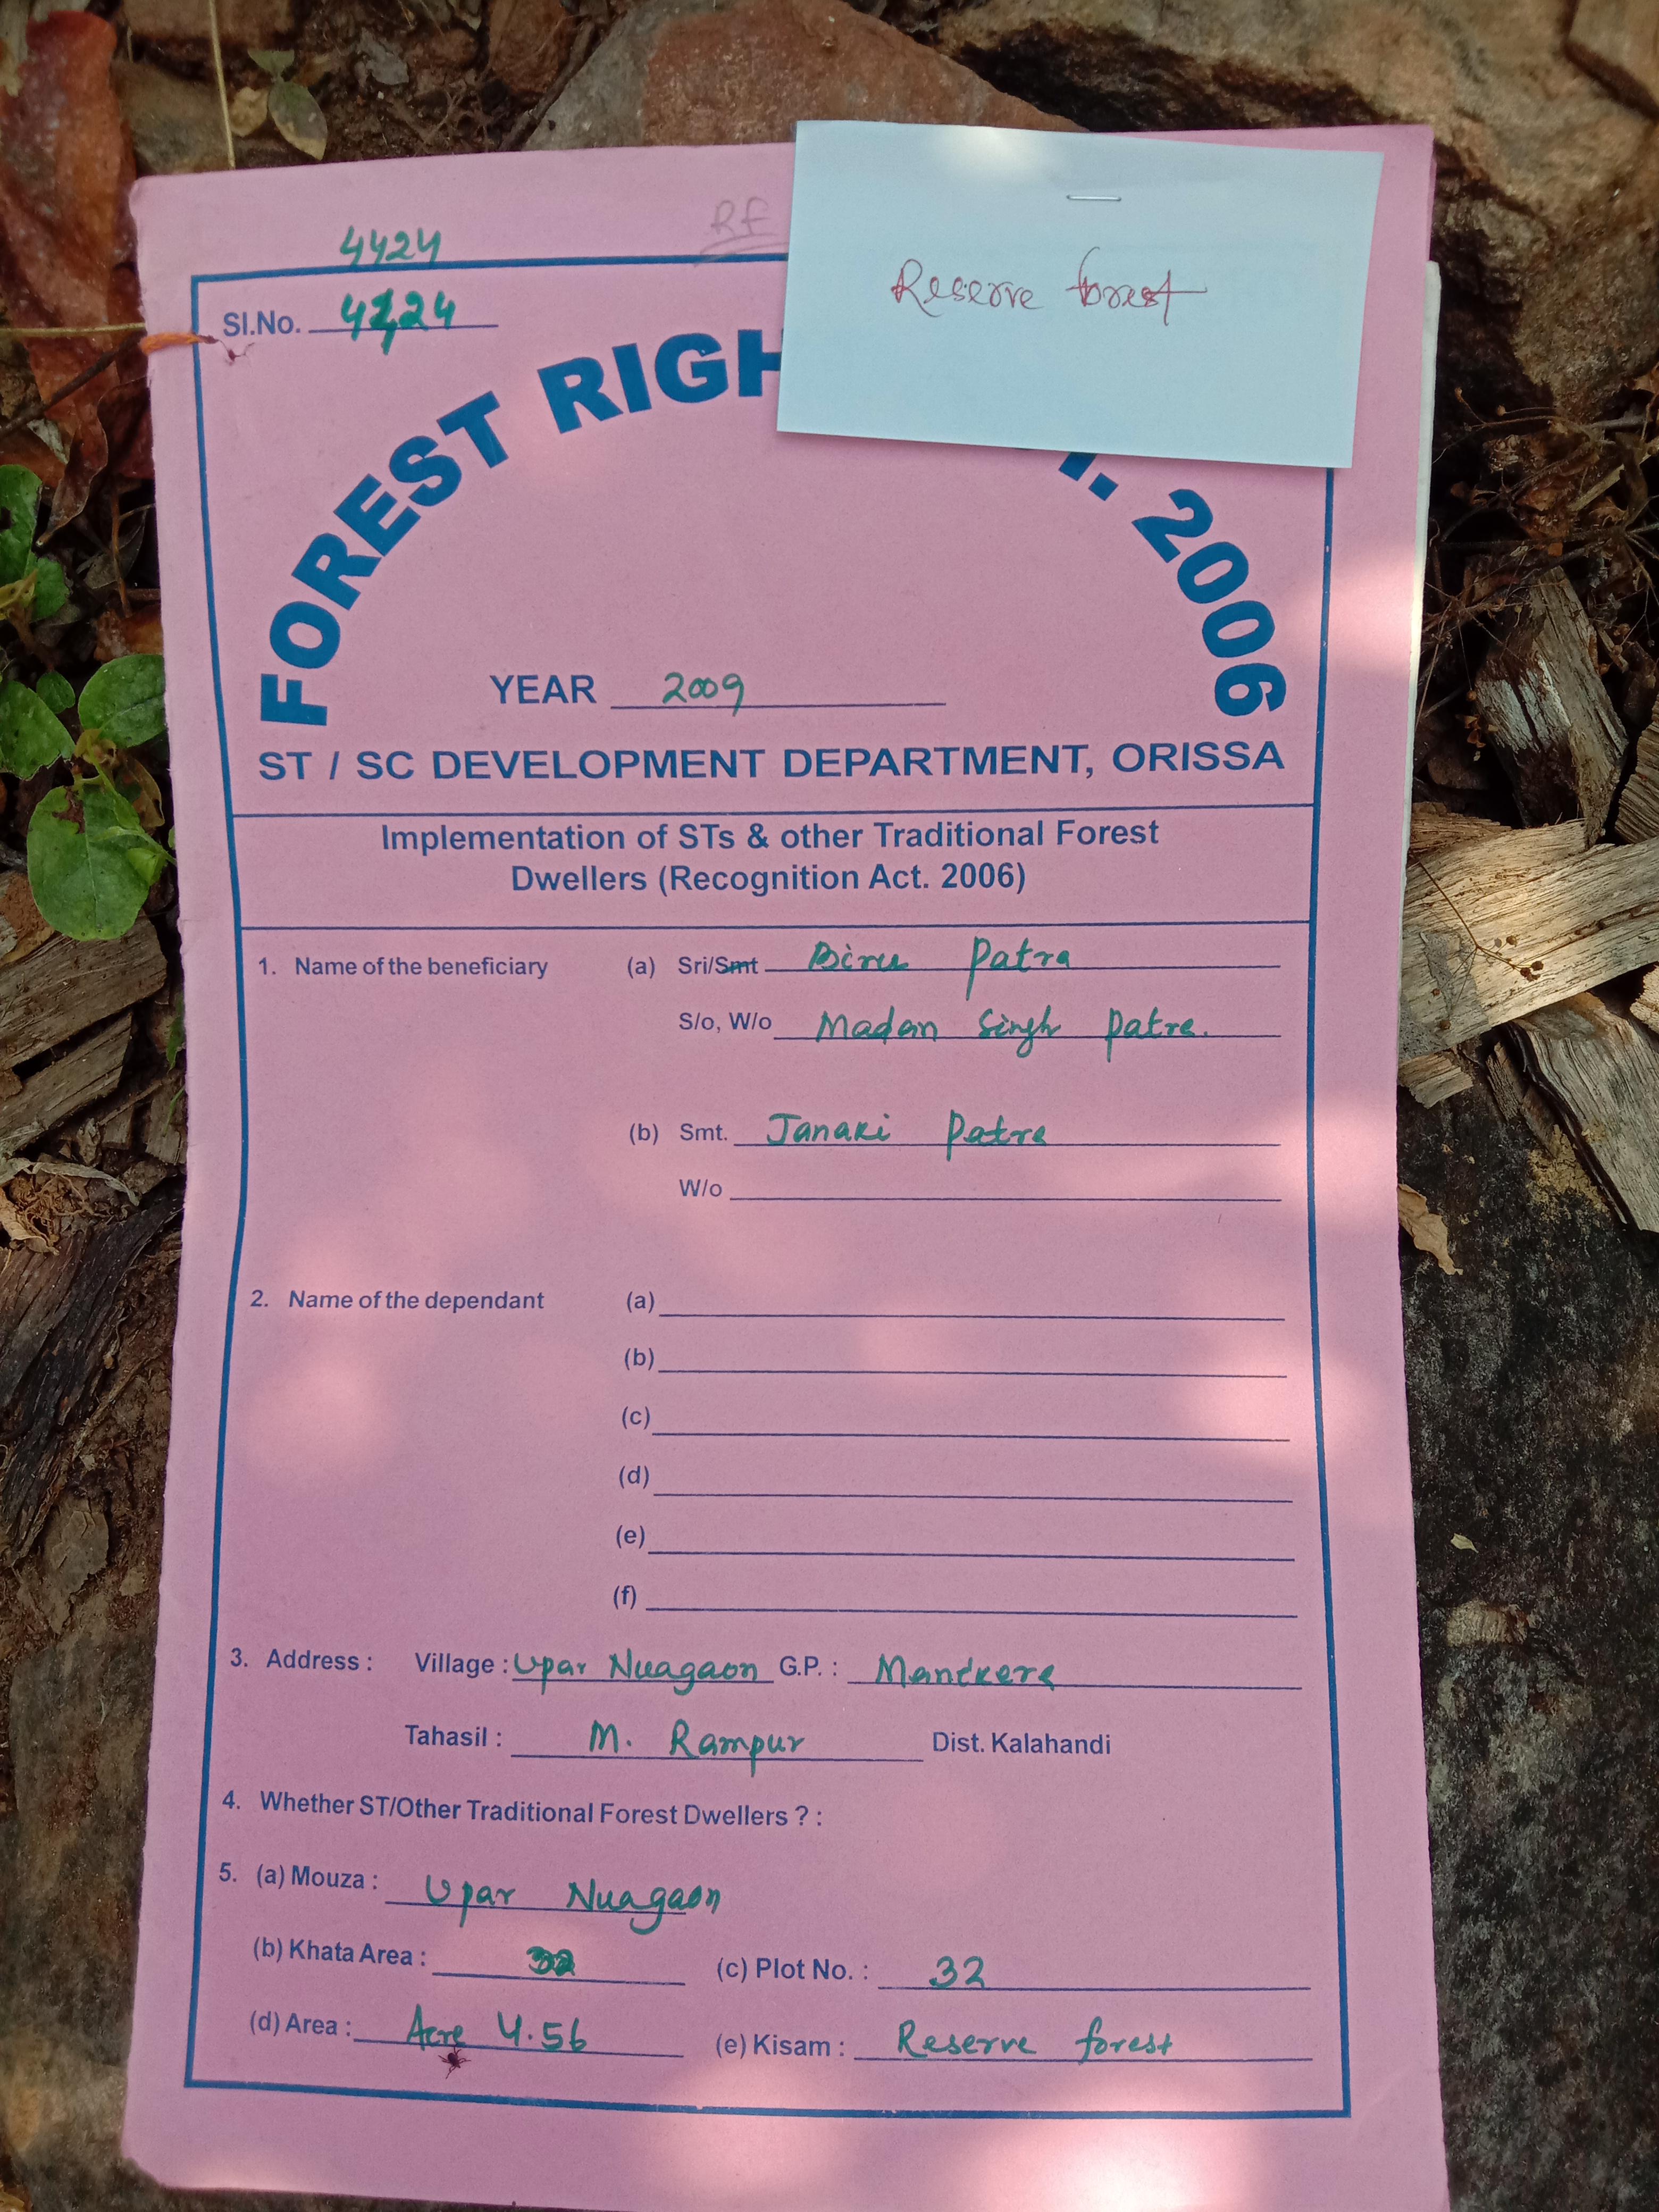 4424
RF
Reserve forest
Sl.No. 4424
FOREST RIGH T. 2006
YEAR 2009
ST / SC DEVELOPMENT DEPARTMENT, ORISSA
Implementation of STs & other Traditional Forest
Dwellers (Recognition Act. 2006)
1. Name of the beneficiary (a) Sri/Smt Biru Patra
S/o, W/o Madan Singh Patra.
(b) Smt. Janaki Patra
W/o
2. Name of the dependant (a)
(b)
(c)
(d)
(e)
(f)
3. Address : Village : Upar Nuagaon G.P. : Manikera
Tahasil : M. Rampur Dist. Kalahandi
4. Whether ST/Other Traditional Forest Dwellers ? :
5. (a) Mouza : Upar Nuagaon
(b) Khata Area : (c) Plot No. : 32
(d) Area : Acre 4.56 (e) Kisam : Reserve forest